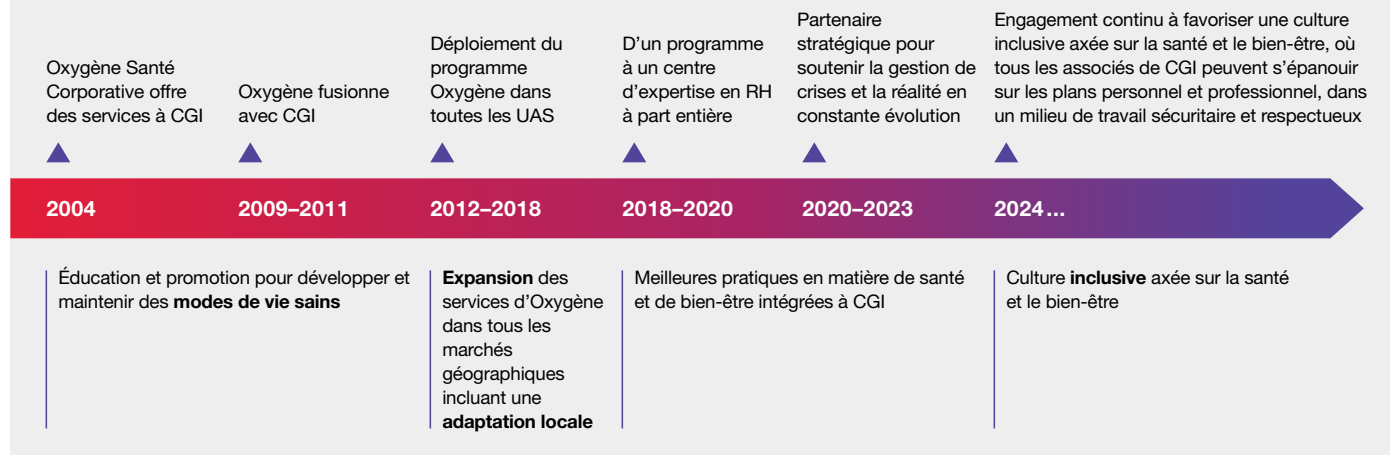 Oxygène Santé
Corporative offre
des services à CGI
Oxygène fusionne
avec CGI
Déploiement du
programme
Oxygène dans
toutes les UAS
D’un programme
à un centre
d’expertise en RH
à part entière
Partenaire
stratégique pour
soutenir la gestion de
crises et la réalité en
constante évolution
Engagement continu à favoriser une culture
inclusive axée sur la santé et le bien-être, où
tous les associés de CGI peuvent s’épanouir
sur les plans personnel et professionnel, dans
un milieu de travail sécuritaire et respectueux
2004
2009–2011
2012–2018
2018–2020
2020–2023
2024...
Éducation et promotion pour développer et
maintenir des modes de vie sains
Expansion des
services d’Oxygène
dans tous les
marchés
géographiques
incluant une
adaptation locale
Meilleures pratiques en matière de santé
et de bien-être intégrées à CGI
Culture inclusive axée sur la santé
et le bien-être